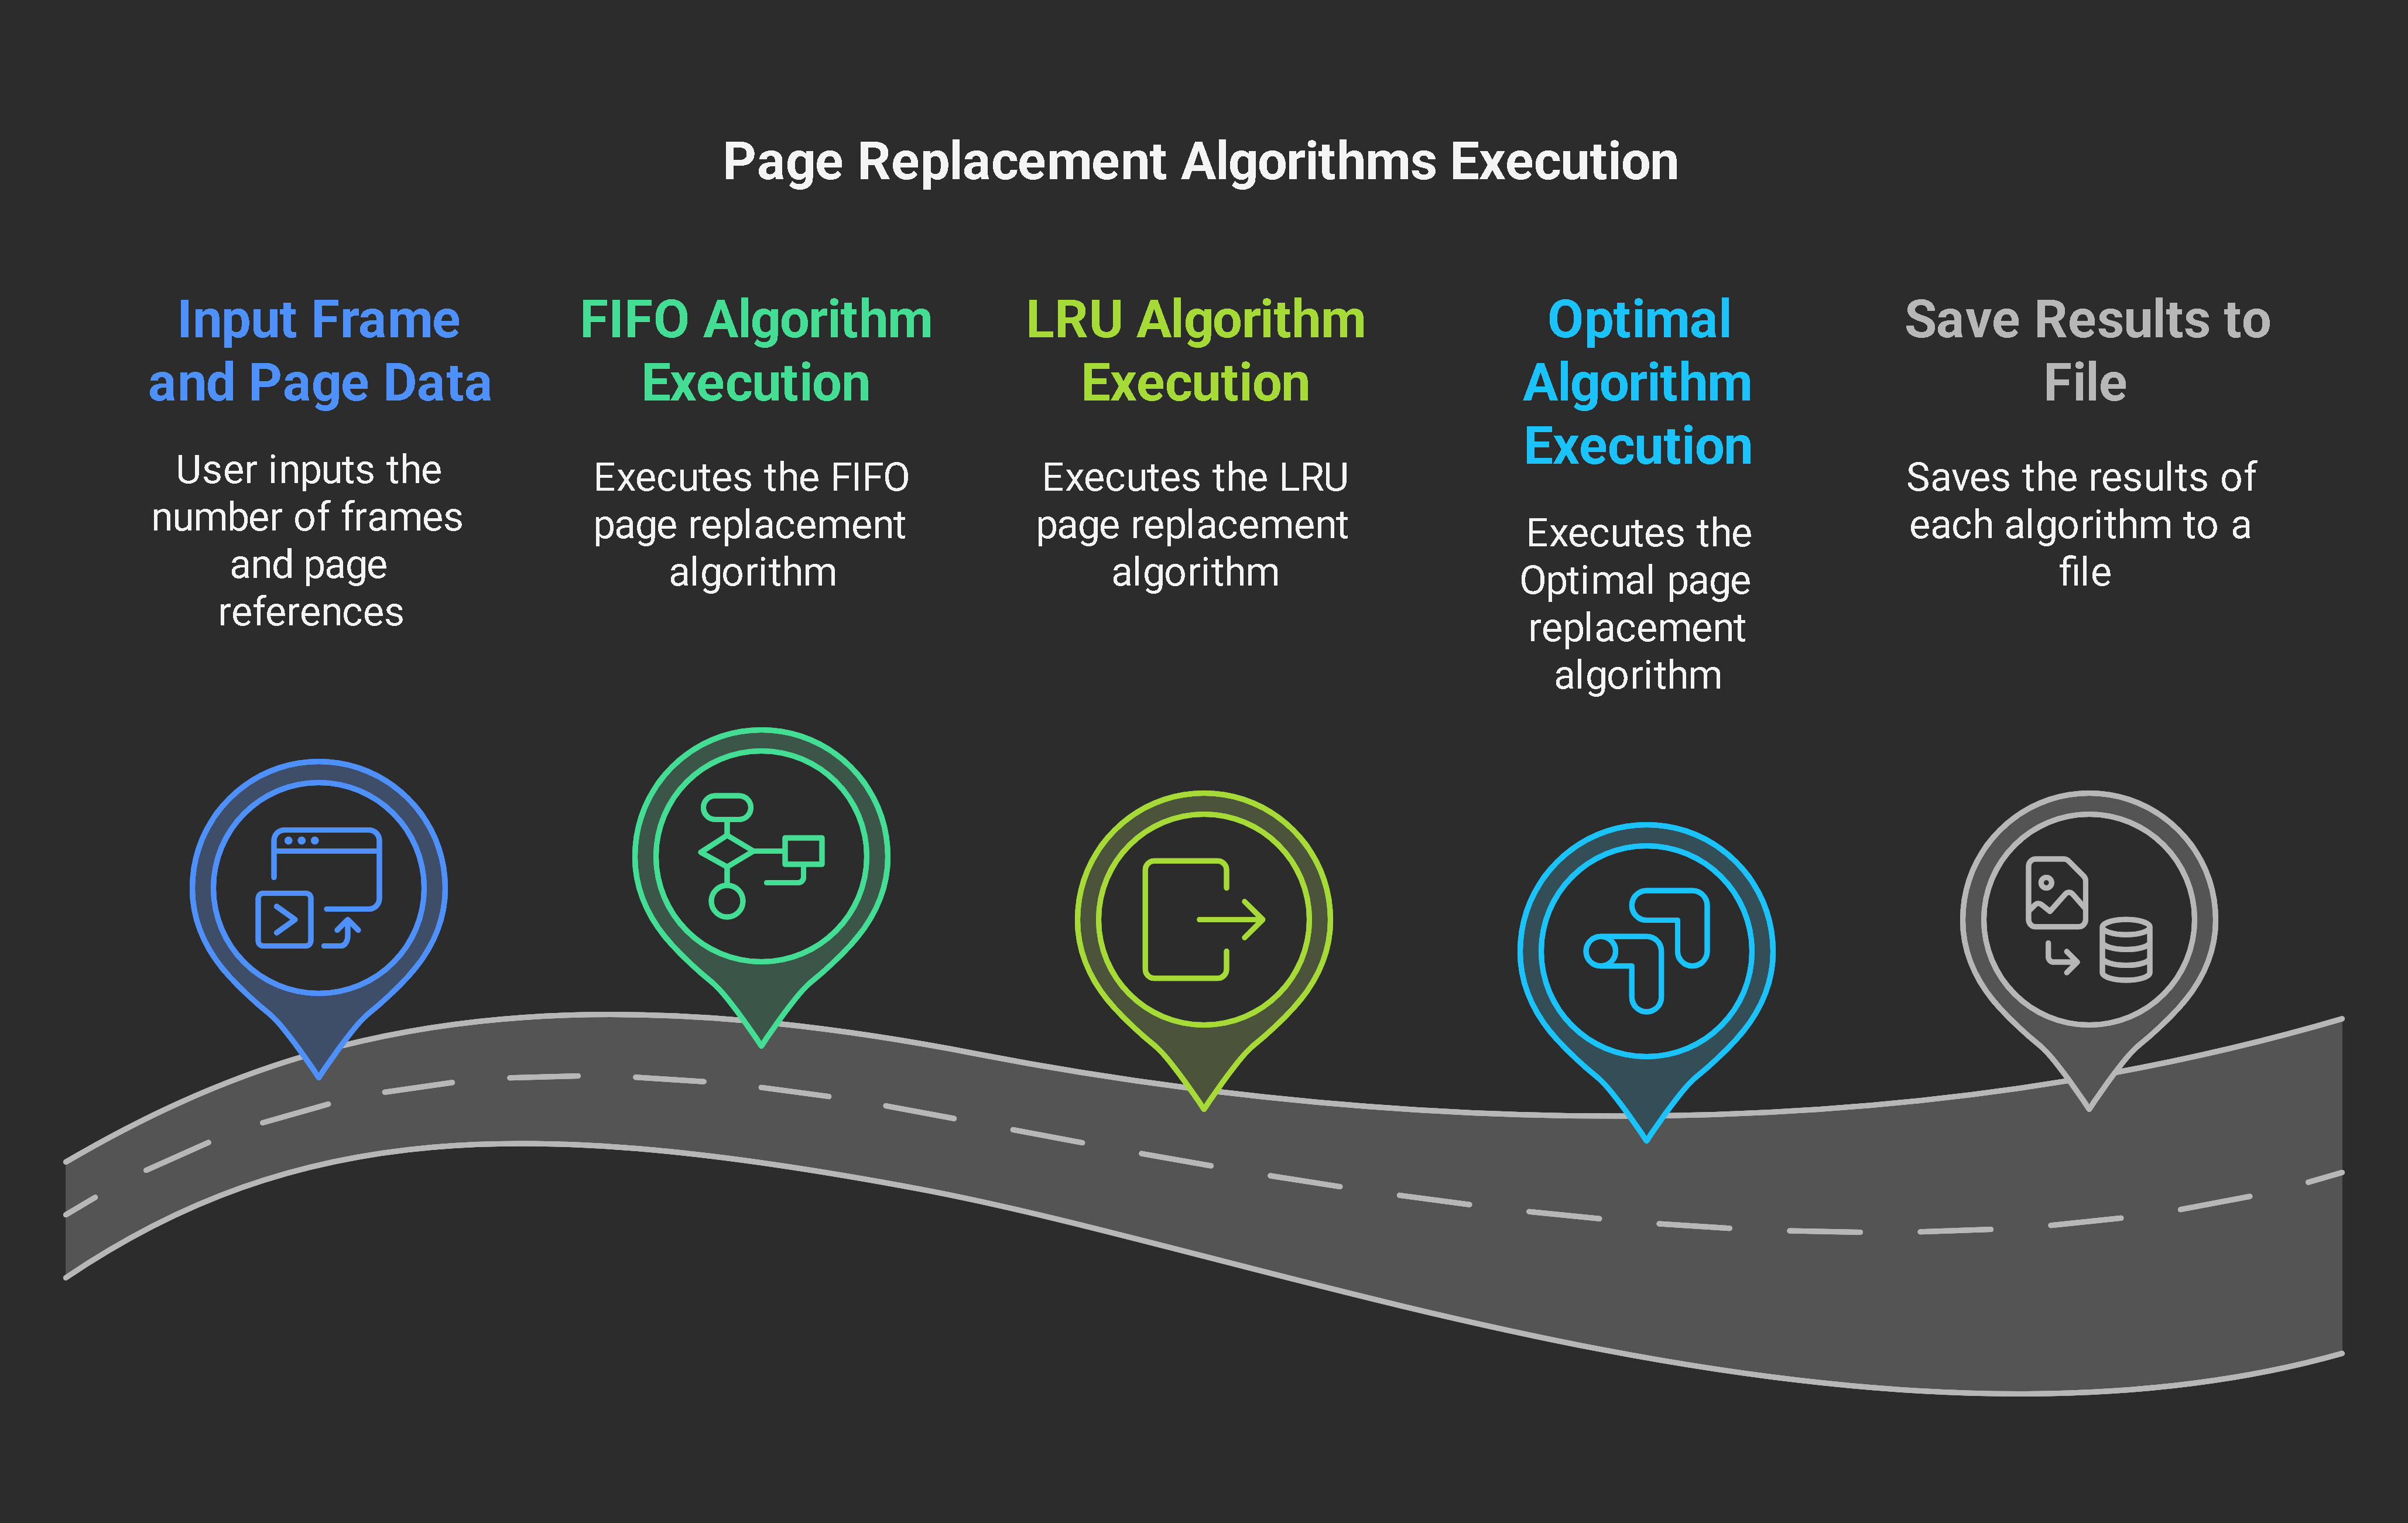 Page Replacement Algorithms Execution
Input Frame
and Page Data
User inputs the
number of frames
and page
references
FIFO Algorithm
Execution
Executes the FIFO
page replacement
algorithm
LRU Algorithm
Execution
Executes the LRU
page replacement
algorithm
Optimal
Algorithm
Execution
Executes the
Optimal page
replacement
algorithm
Save Results to
File
Saves the results of
each algorithm to a
file